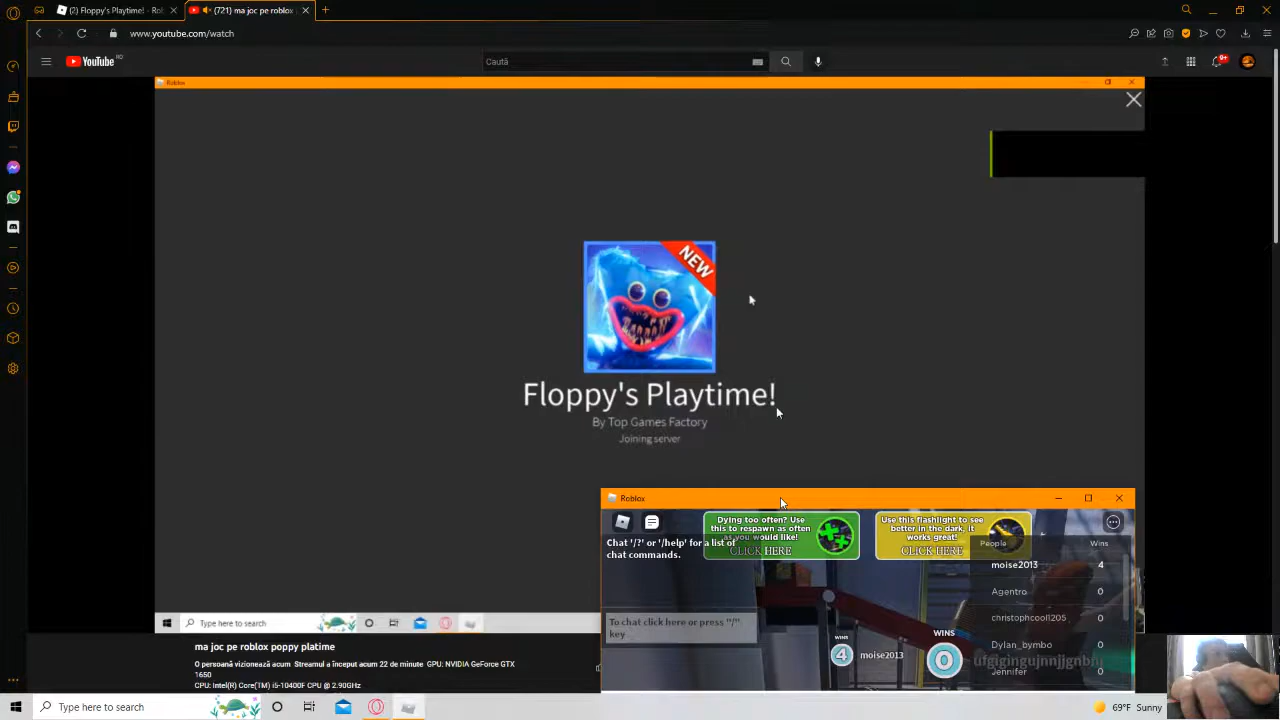 (2) Floppy's Playtime! - Rob
(721) ma joc pe roblox
www.youtube.com/watch
YouTube RO
Caută
9+
Roblox
NEW
Floppy's Playtime!
By Top Games Factory
Joining server
Type here to search
Roblox
Dying too often? Use
this to respawn as often
as you would like!
CLICK HERE
Use this flashlight to see
better in the dark, it
works great!
CLICK HERE
Chat '/?' or '/help' for a list of
chat commands.
To chat click here or press "/"
key
People Wins
moise2013 4
Agentro 0
christophcool1205 0
Dylan_bymbo 0
Jennifer 0
WINS
4 moise2013
WINS
0
ma joc pe roblox poppy platime
O persoană vizionează acum Streamul a început acum 22 de minute GPU: NVIDIA GeForce GTX
1650
CPU: Intel(R) Core(TM) i5-10400F CPU @ 2.90GHz
Type here to search
69°F Sunny